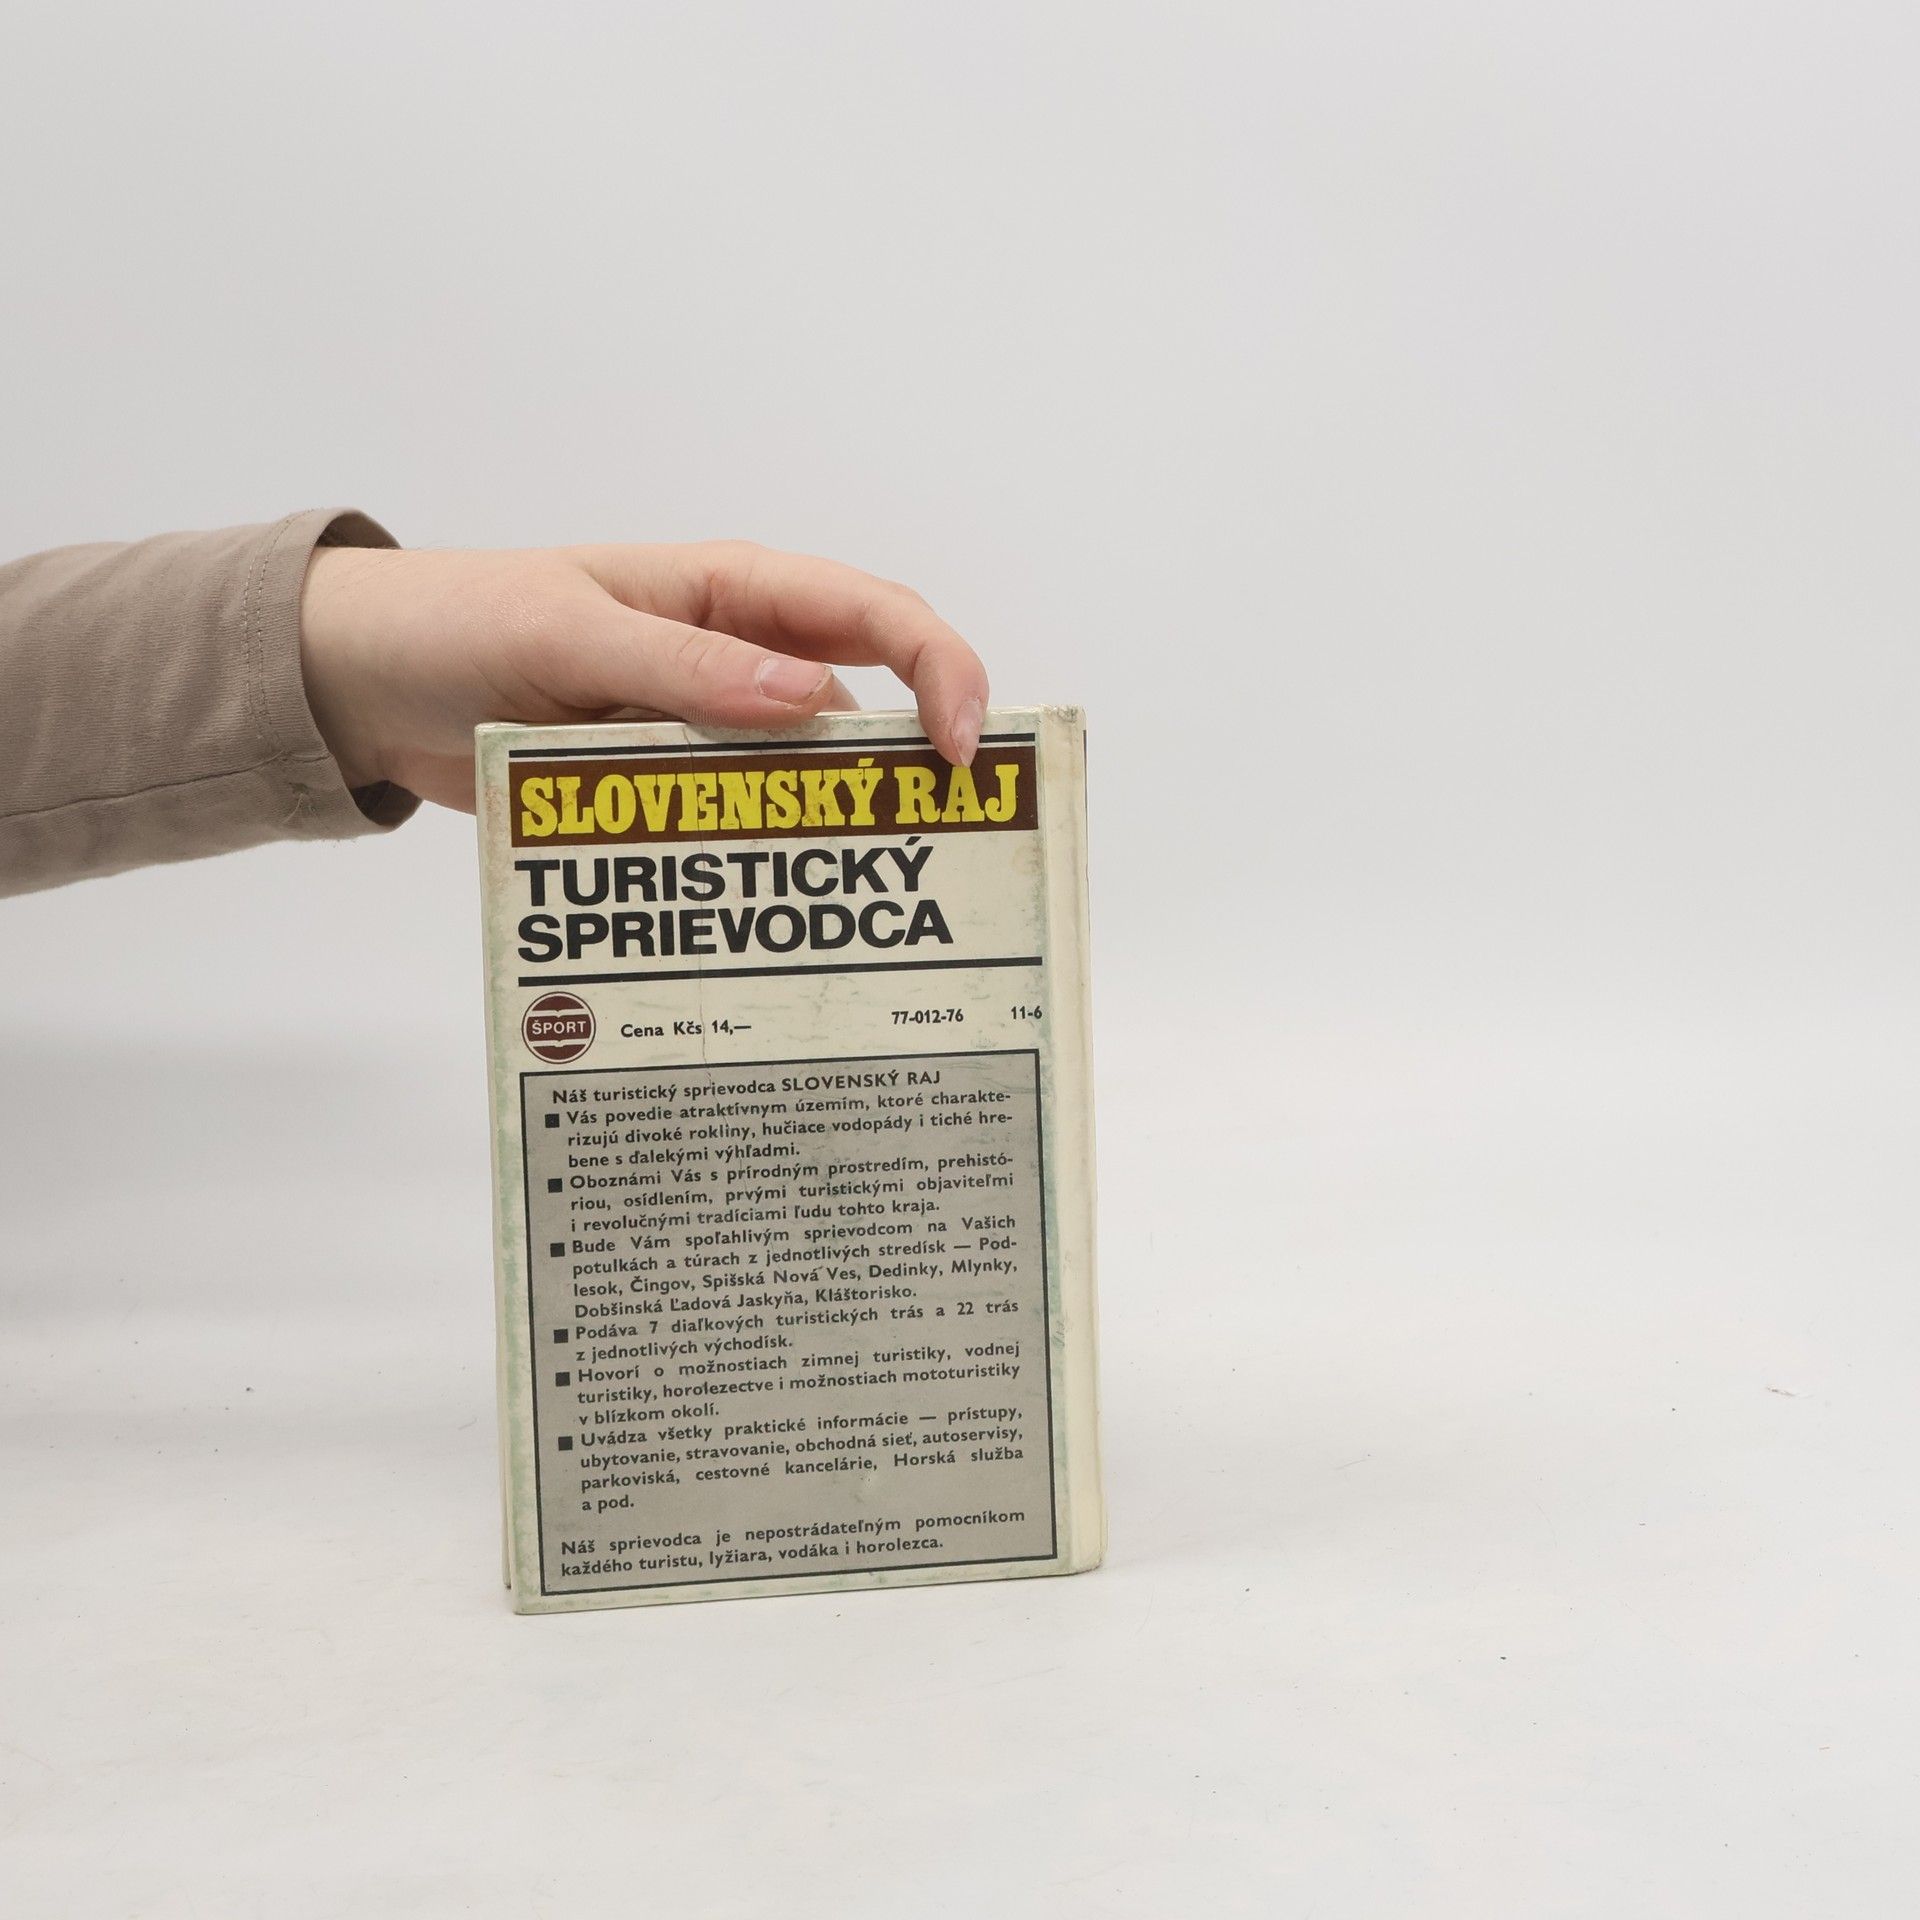 SLOVENSKÝ RAJ
TURISTICKÝ
SPRIEVODCA
ŠPORT
Cena Kčs 14,—
77-012-76
11-6
Náš turistický sprievodca SLOVENSKÝ RAJ
■ Vás povedie atraktívnym územím, ktoré charakte-
rizujú divoké rokliny, hučiace vodopády i tiché hre-
bene s ďalekými výhľadmi.
■ Oboznámi Vás s prírodným prostredím, prehistó-
riou, osídlením, prvými turistickými objaviteľmi
i revolučnými tradíciami ľudu tohto kraja.
■ Bude Vám spoľahlivým sprievodcom na Vašich
potulkách a túrach z jednotlivých stredísk — Pod-
lesok, Čingov, Spišská Nová Ves, Dedinky, Mlynky,
Dobšinská Ľadová Jaskyňa, Kláštorisko.
■ Podáva 7 diaľkových turistických trás a 22 trás
z jednotlivých východísk.
■ Hovorí o možnostiach zimnej turistiky, vodnej
turistiky, horolezectve i možnostiach mototuristiky
v blízkom okolí.
■ Uvádza všetky praktické informácie — prístupy,
ubytovanie, stravovanie, obchodná sieť, autoservisy,
parkoviská, cestovné kancelárie, Horská služba
a pod.
Náš sprievodca je nepostrádateľným pomocníkom
každého turistu, lyžiara, vodáka i horolezca.